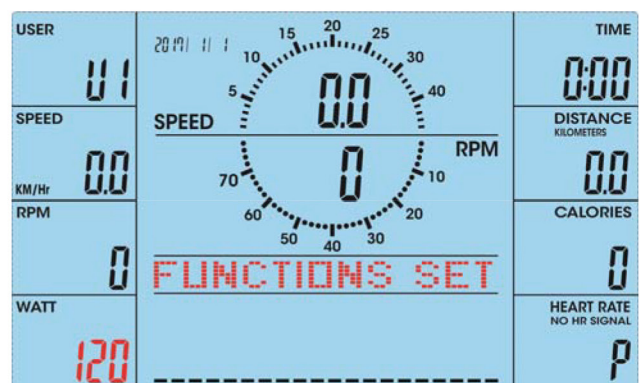 USER
U1
SPEED
KM/Hr 0.0
RPM
0
WATT
120
2017/ 1/ 1
5 10 15 20 25 30 40
SPEED 0.0
0 RPM
10 20 30 40 50 60 70
FUNCTIONS SET
TIME
0:00
DISTANCE
KILOMETERS
0.0
CALORIES
0
HEART RATE
NO HR SIGNAL
P